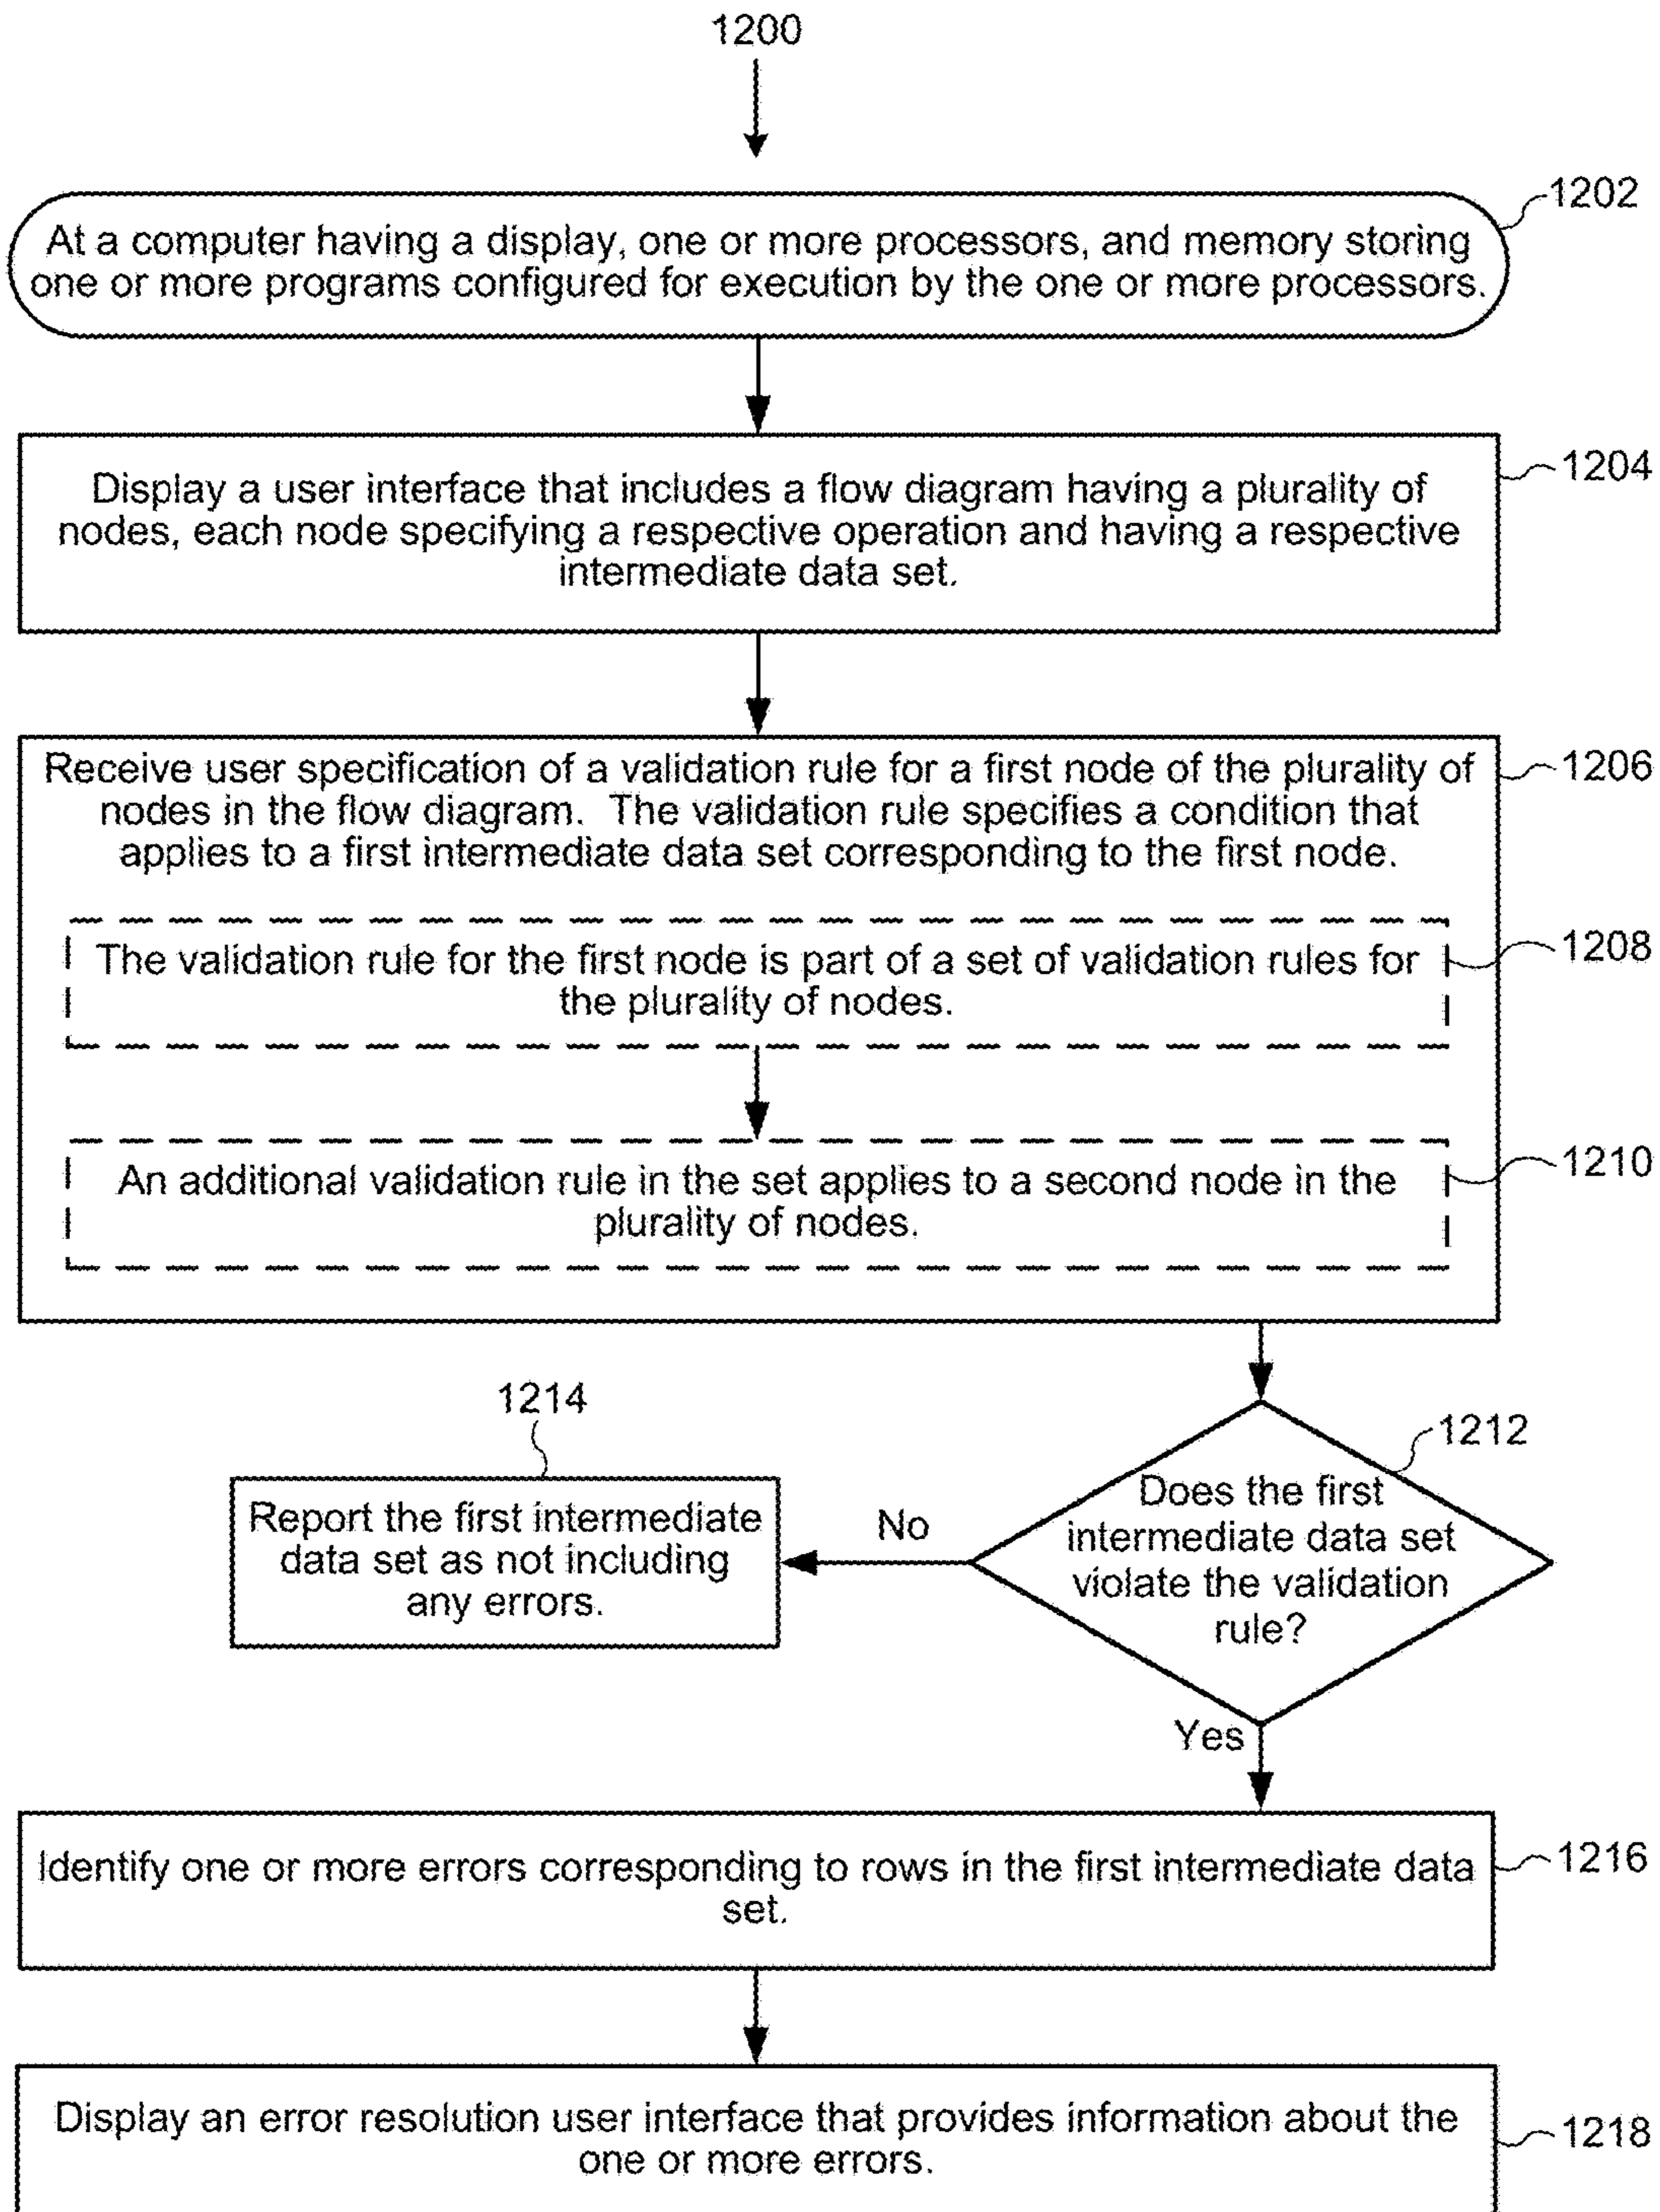 1200
1202
At a computer having a display, one or more processors, and memory storing
one or more programs configured for execution by the one or more processors.
1204
Display a user interface that includes a flow diagram having a plurality of
nodes, each node specifying a respective operation and having a respective
intermediate data set.
1206
Receive user specification of a validation rule for a first node of the plurality of
nodes in the flow diagram.  The validation rule specifies a condition that
applies to a first intermediate data set corresponding to the first node.
1208
The validation rule for the first node is part of a set of validation rules for
the plurality of nodes.
1210
An additional validation rule in the set applies to a second node in the
plurality of nodes.
1212
Does the first
intermediate data set
violate the validation
rule?
No
1214
Report the first intermediate
data set as not including
any errors.
Yes
1216
Identify one or more errors corresponding to rows in the first intermediate data
set.
1218
Display an error resolution user interface that provides information about the
one or more errors.